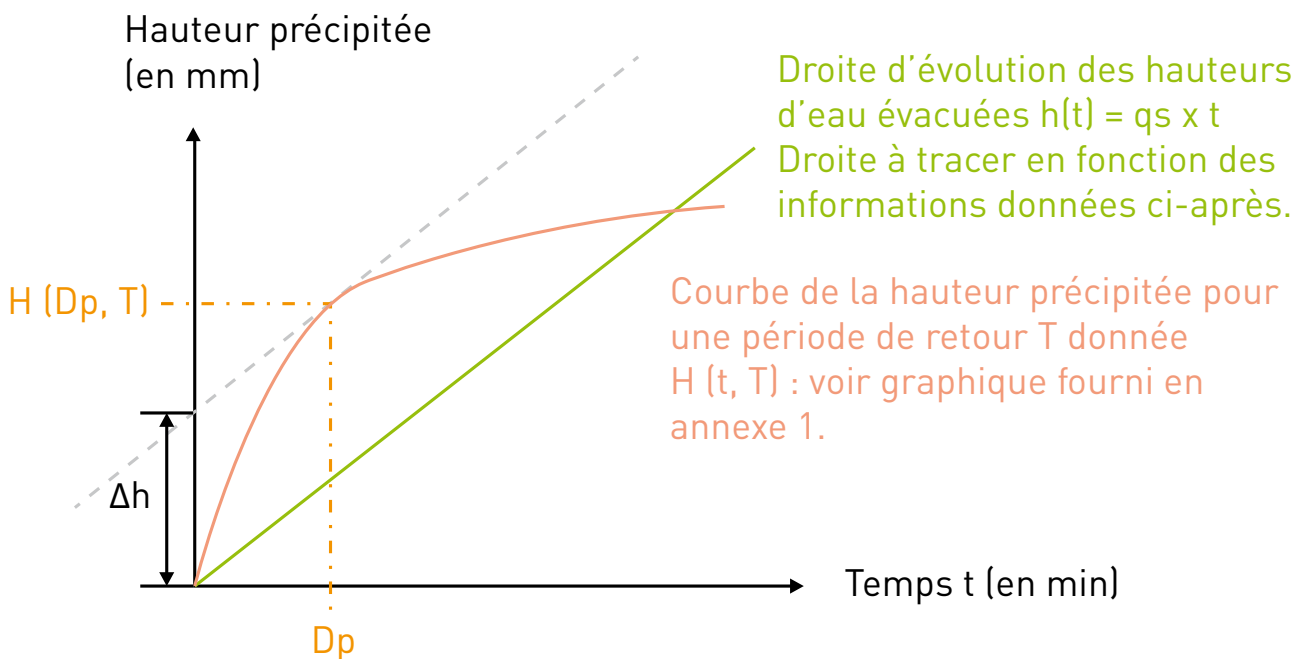 Hauteur précipitée
(en mm)
Droite d’évolution des hauteurs
d’eau évacuées h(t) = qs x t
Droite à tracer en fonction des
informations données ci-après.
H (Dp, T)
Courbe de la hauteur précipitée pour
une période de retour T donnée
H (t, T) : voir graphique fourni en
annexe 1.
Δh
Temps t (en min)
Dp